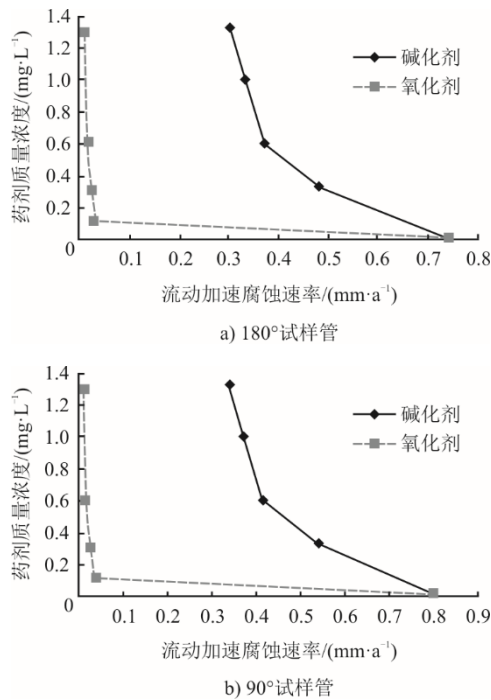 1.4
1.2
1.0
0.8
0.6
0.4
0.2
0
药剂质量浓度/(mg·L⁻¹)
碱化剂
氧化剂
0.1 0.2 0.3 0.4 0.5 0.6 0.7 0.8
流动加速腐蚀速率/(mm·a⁻¹)
a) 180°试样管
1.4
1.2
1.0
0.8
0.6
0.4
0.2
0
药剂质量浓度/(mg·L⁻¹)
碱化剂
氧化剂
0.1 0.2 0.3 0.4 0.5 0.6 0.7 0.8 0.9
流动加速腐蚀速率/(mm·a⁻¹)
b) 90°试样管